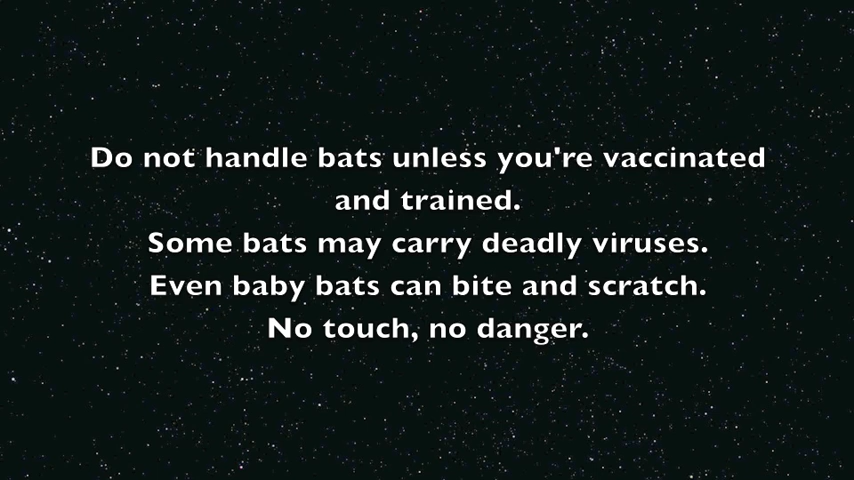 Do not handle bats unless you're vaccinated
and trained.
Some bats may carry deadly viruses.
Even baby bats can bite and scratch.
No touch, no danger.